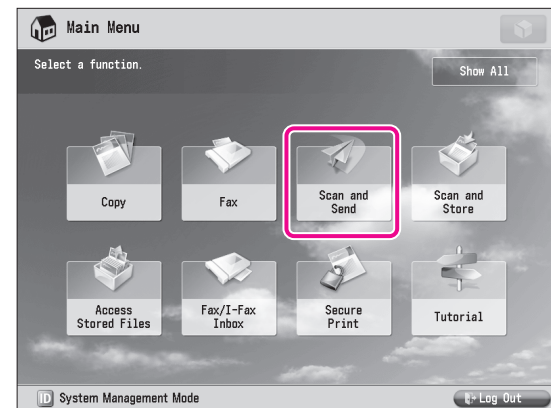 Main Menu
Select a function.
Show All
Copy
Fax
Scan and
Send
Scan and
Store
Access
Stored Files
Fax/I-Fax
Inbox
Secure
Print
Tutorial
ID System Management Mode
Log Out